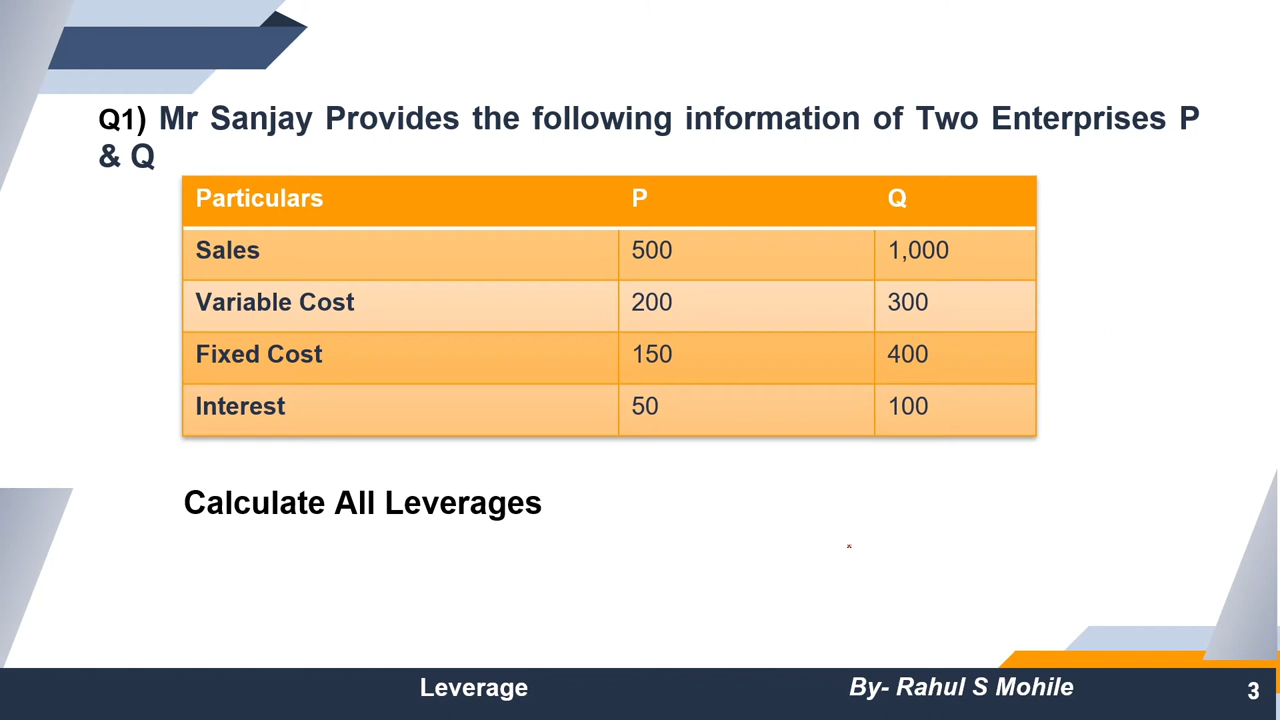 Q1) Mr Sanjay Provides the following information of Two Enterprises P
& Q
Particulars P Q
Sales 500 1,000
Variable Cost 200 300
Fixed Cost 150 400
Interest 50 100
Calculate All Leverages
Leverage By- Rahul S Mohile 3